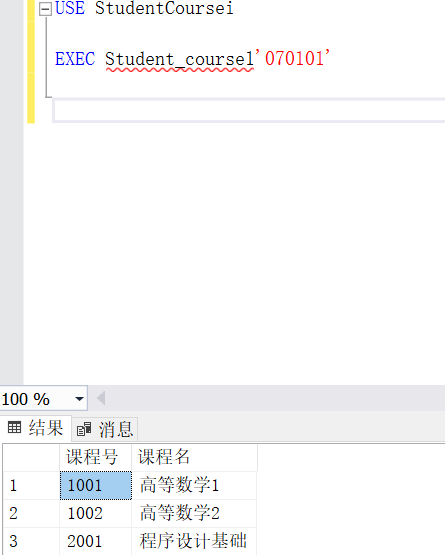 USE StudentCoursei
EXEC Student_coursel'070101'
100 %
结果 消息
课程号 课程名
1 1001 高等数学1
2 1002 高等数学2
3 2001 程序设计基础